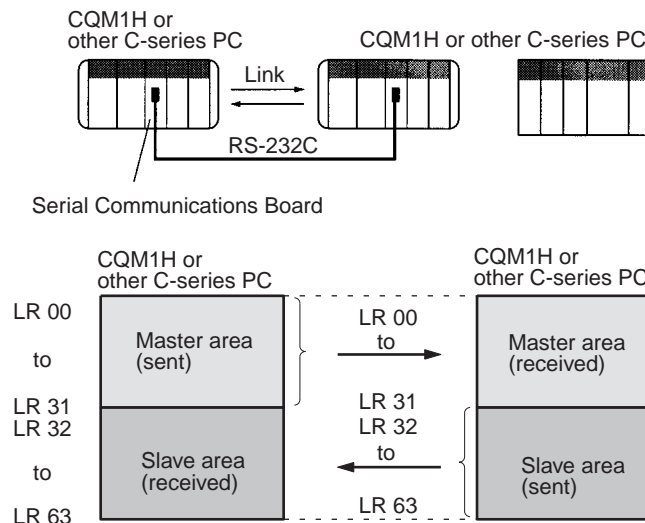 CQM1H or
other C-series PC
CQM1H or other C-series PC
Link
RS-232C
Serial Communications Board
CQM1H or
other C-series PC
CQM1H or
other C-series PC
LR 00
to
LR 31
LR 32
to
LR 63
Master area
(sent)
Slave area
(received)
LR 00
to
LR 31
LR 32
to
LR 63
Master area
(received)
Slave area
(sent)